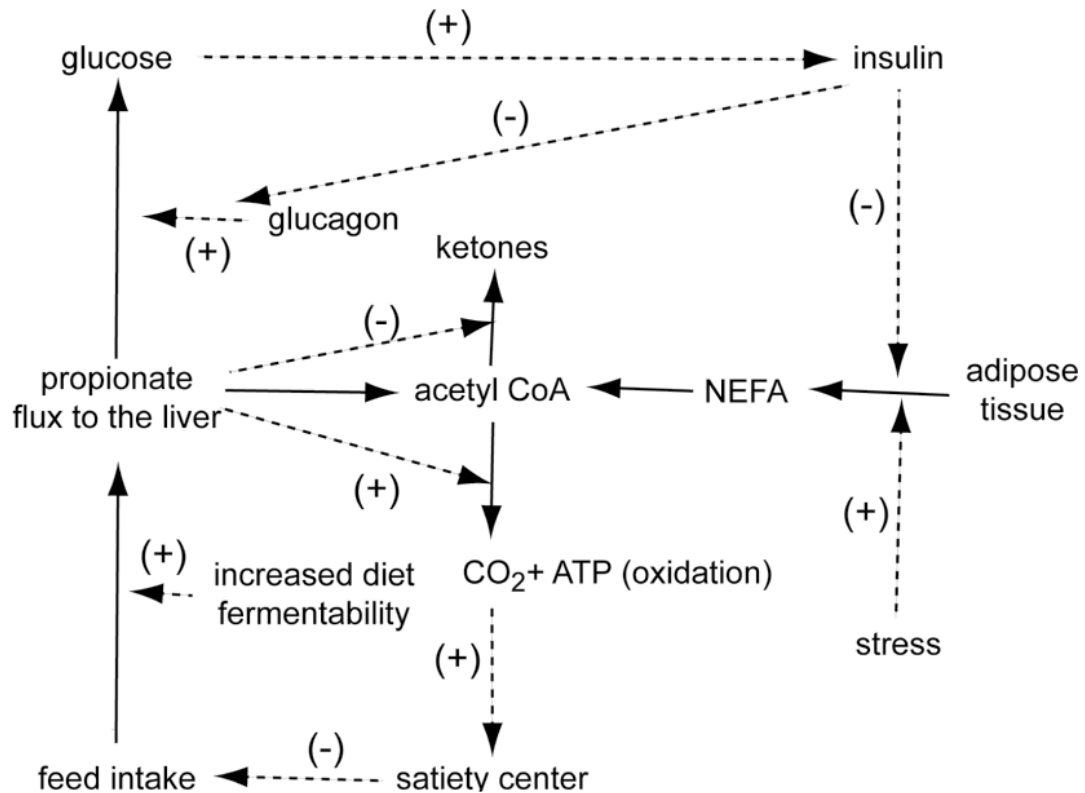 (+)
glucose
insulin
(-)
(-)
glucagon
(+)
ketones
(-)
propionate
flux to the liver
acetyl CoA
NEFA
adipose
tissue
(+)
(+)
(+)
increased diet
fermentability
CO2+ ATP (oxidation)
stress
(+)
(-)
feed intake
satiety center